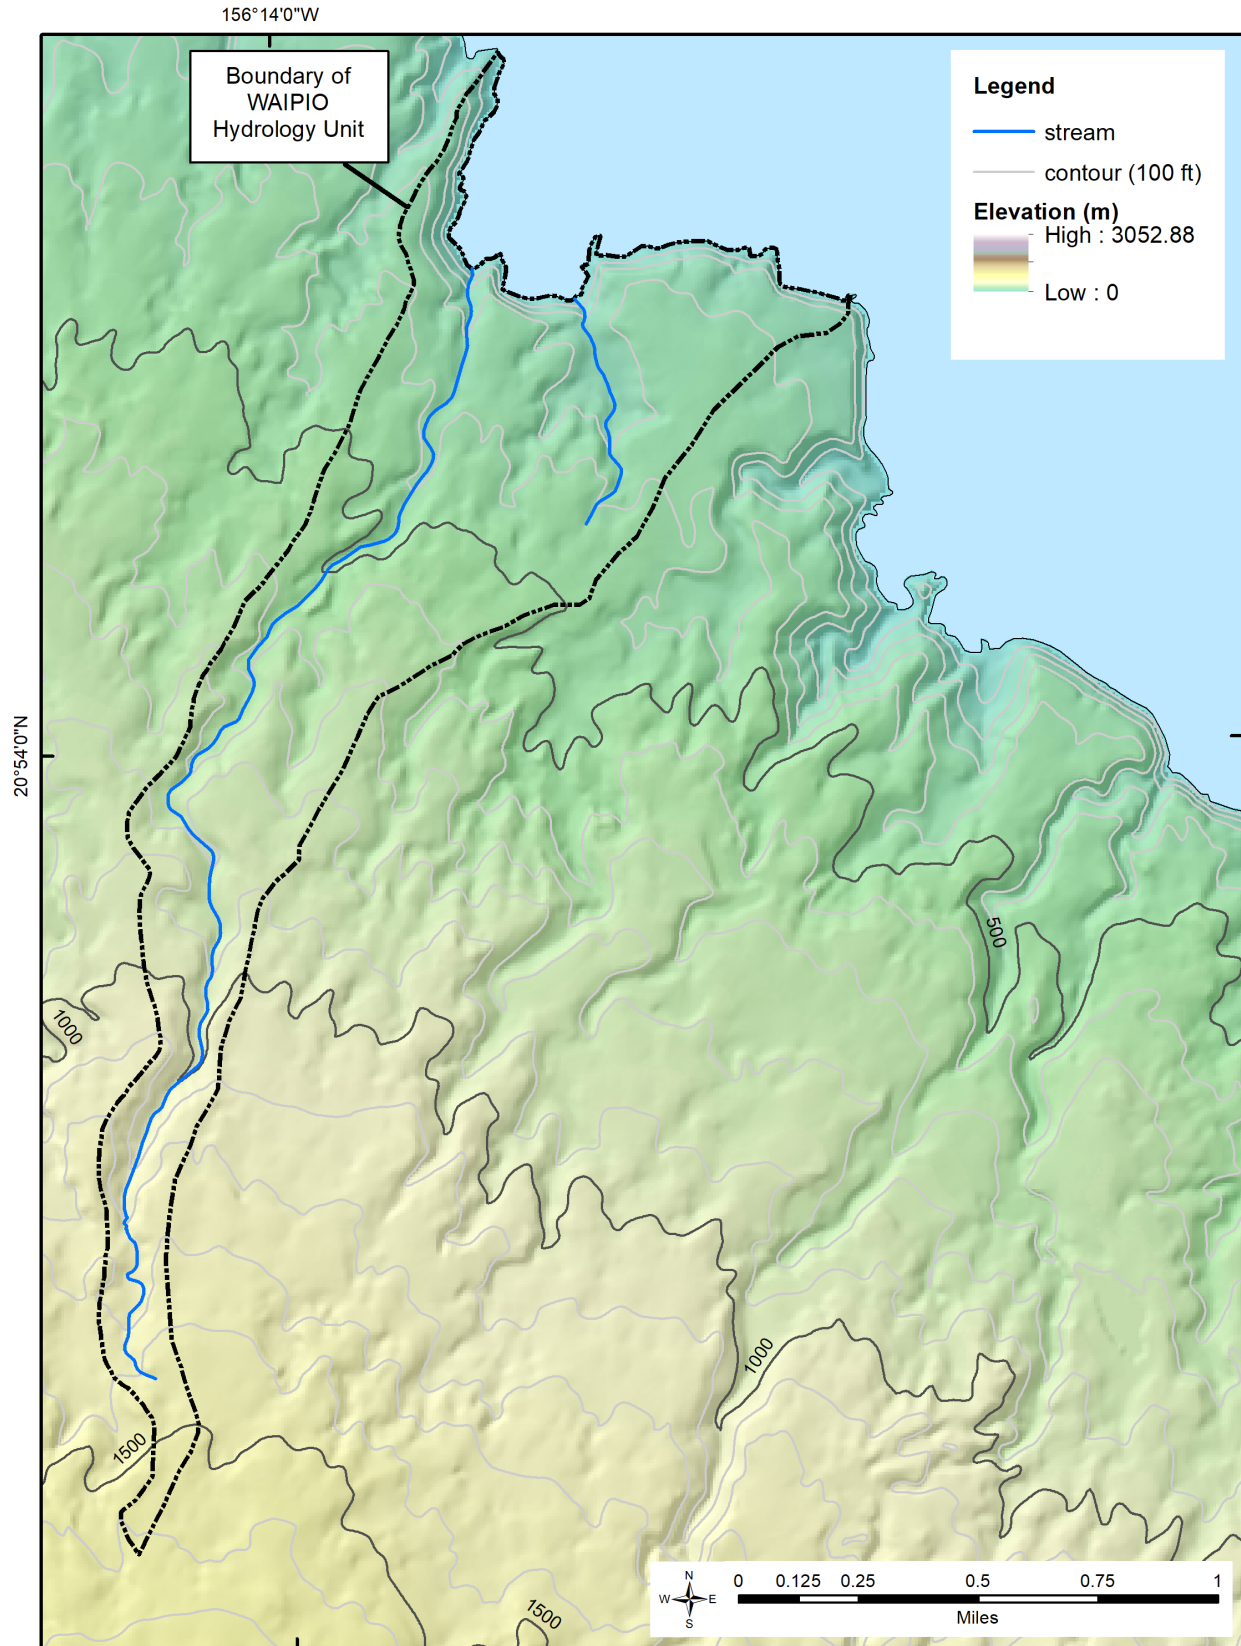 156°14'0"W
Boundary of
WAIPIO
Hydrology Unit
Legend
stream
contour (100 ft)
Elevation (m)
High : 3052.88
Low : 0
20°54'0"N
500
1000
1000
1500
1500
N
W E
S
0 0.125 0.25 0.5 0.75 1
Miles